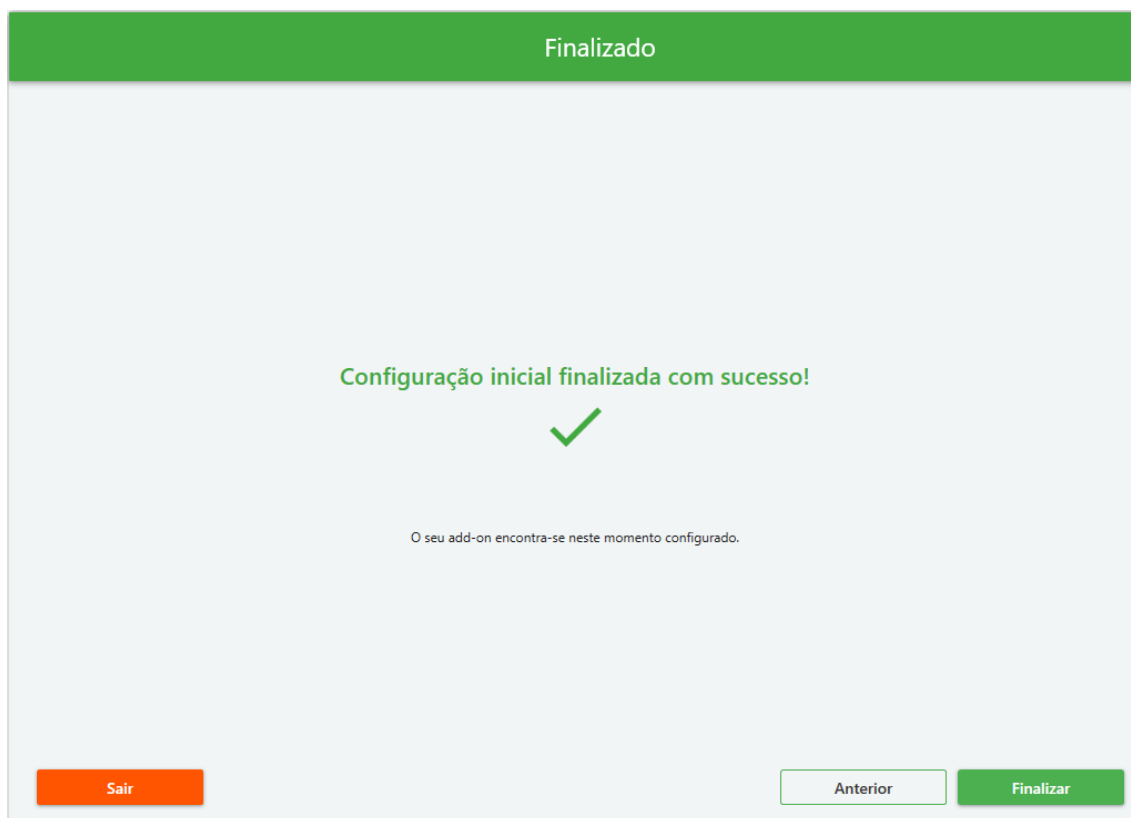 Finalizado
Configuração inicial finalizada com sucesso!
O seu add-on encontra-se neste momento configurado.
Sair
Anterior
Finalizar